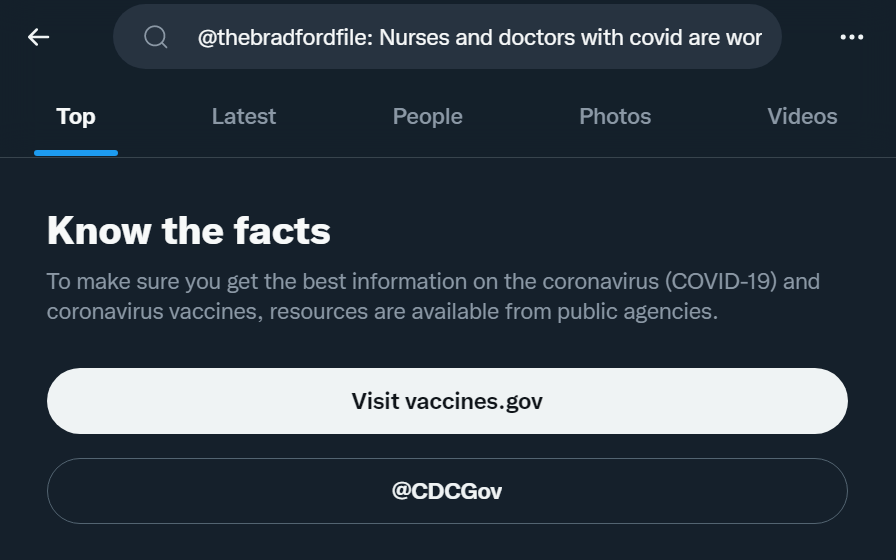 @thebradfordfile: Nurses and doctors with covid are wor
Top Latest People Photos Videos
Know the facts
To make sure you get the best information on the coronavirus (COVID-19) and
coronavirus vaccines, resources are available from public agencies.
Visit vaccines.gov
@CDCGov